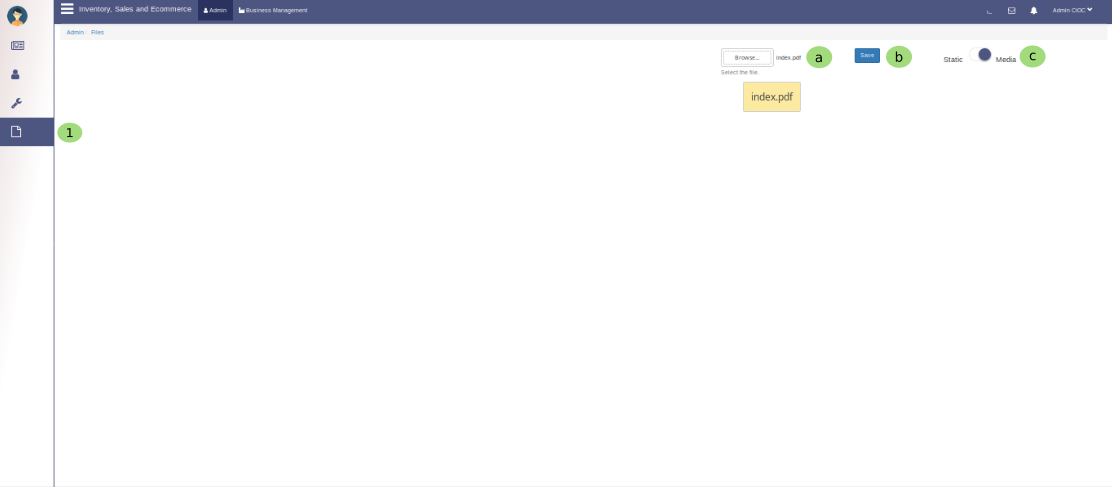 Inventory, Sales and Ecommerce Admin Business Management Admin CIOC
Admin Files
Browse... index.pdf a Save b Static Media c
Select the file
index.pdf
1